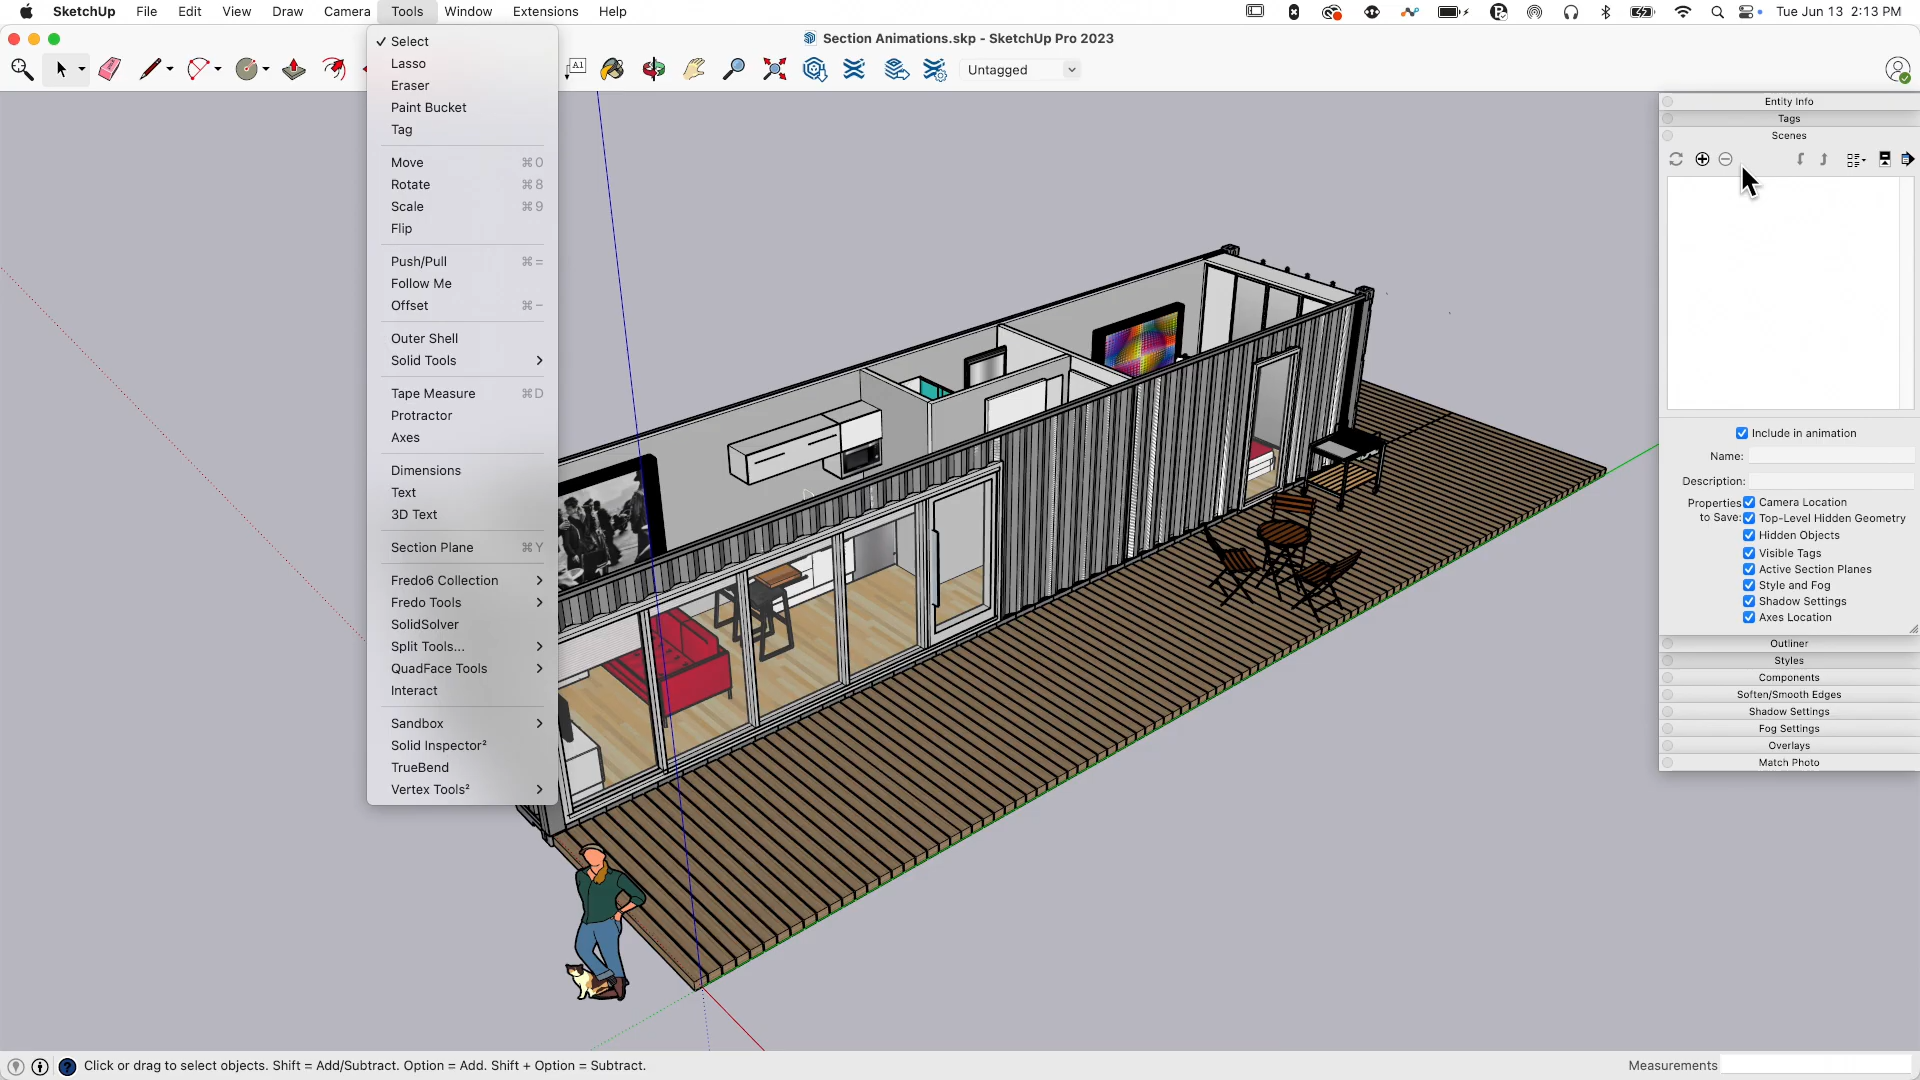 SketchUp File Edit View Draw Camera Tools Window Extensions Help Tue Jun 13 2:13 PM
Section Animations.skp - SketchUp Pro 2023
A1
Untagged
✓ Select
Lasso
Eraser
Paint Bucket
Tag
Move ⌘0
Rotate ⌘8
Scale ⌘9
Flip
Push/Pull ⌘=
Follow Me
Offset ⌘-
Outer Shell
Solid Tools
Tape Measure ⌘D
Protractor
Axes
Dimensions
Text
3D Text
Section Plane ⌘Y
Fredo6 Collection
Fredo Tools
SolidSolver
Split Tools...
QuadFace Tools
Interact
Sandbox
Solid Inspector²
TrueBend
Vertex Tools²
Entity Info
Tags
Scenes
Include in animation
Name:
Description:
Properties to Save:
Camera Location
Top-Level Hidden Geometry
Hidden Objects
Visible Tags
Active Section Planes
Style and Fog
Shadow Settings
Axes Location
Outliner
Styles
Components
Soften/Smooth Edges
Shadow Settings
Fog Settings
Overlays
Match Photo
Click or drag to select objects. Shift = Add/Subtract. Option = Add. Shift + Option = Subtract.
Measurements